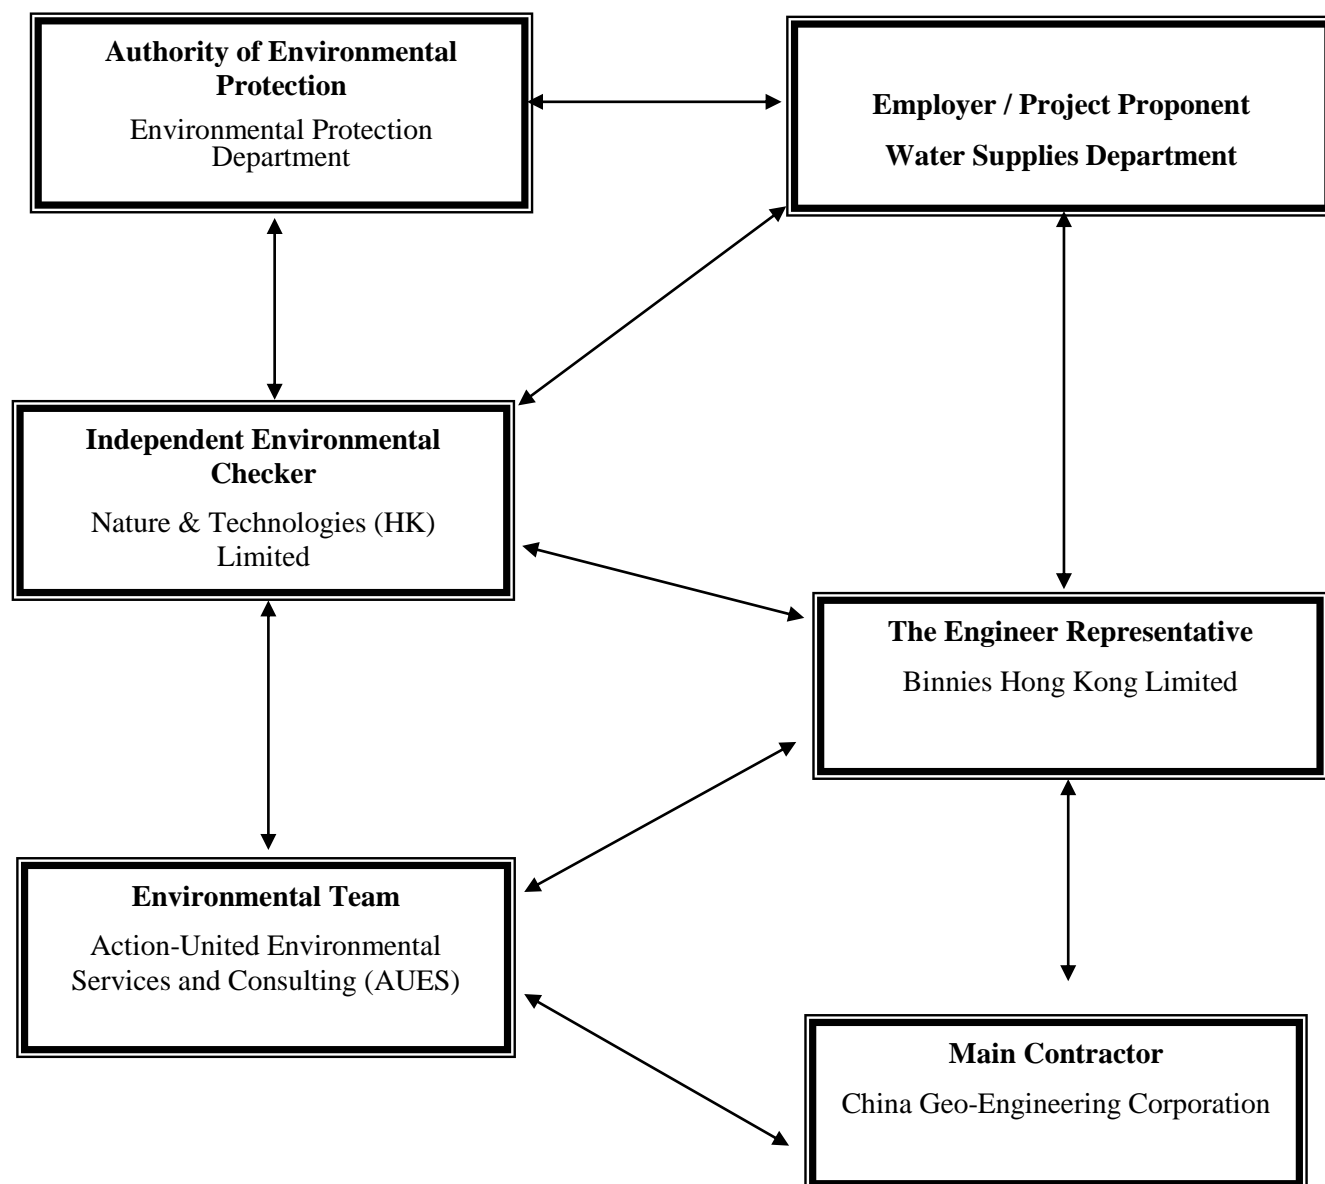 Authority of Environmental
Protection
Environmental Protection
Department
Employer / Project Proponent
Water Supplies Department
Independent Environmental
Checker
Nature & Technologies (HK)
Limited
The Engineer Representative
Binnies Hong Kong Limited
Environmental Team
Action-United Environmental
Services and Consulting (AUES)
Main Contractor
China Geo-Engineering Corporation